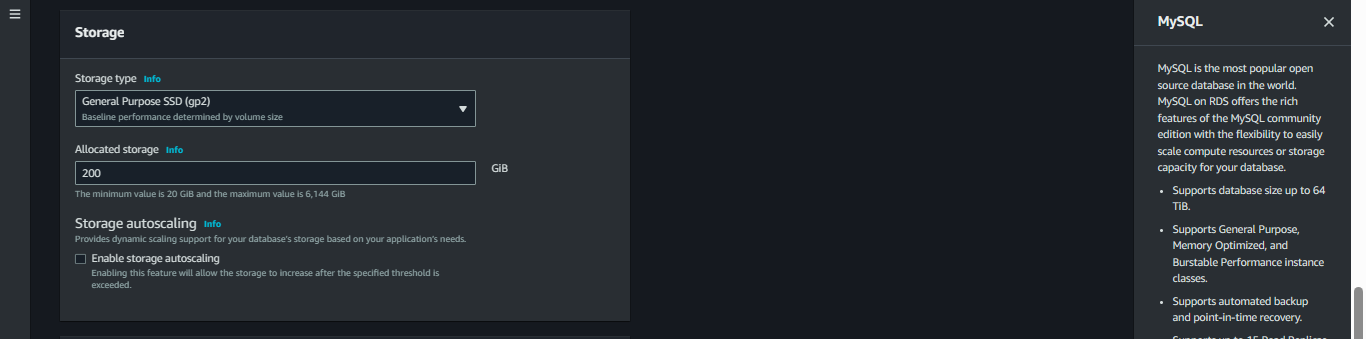 Storage
Storage type Info
General Purpose SSD (gp2)
Baseline performance determined by volume size
Allocated storage Info
200
GiB
The minimum value is 20 GiB and the maximum value is 6,144 GiB
Storage autoscaling Info
Provides dynamic scaling support for your database's storage based on your application's needs.
Enable storage autoscaling
Enabling this feature will allow the storage to increase after the specified threshold is
exceeded.
MySQL
MySQL is the most popular open
source database in the world.
MySQL on RDS offers the rich
features of the MySQL community
edition with the flexibility to easily
scale compute resources or storage
capacity for your database.
• Supports database size up to 64
TiB.
• Supports General Purpose,
Memory Optimized, and
Burstable Performance instance
classes.
• Supports automated backup
and point-in-time recovery.
• Supports up to 15 Read Replicas